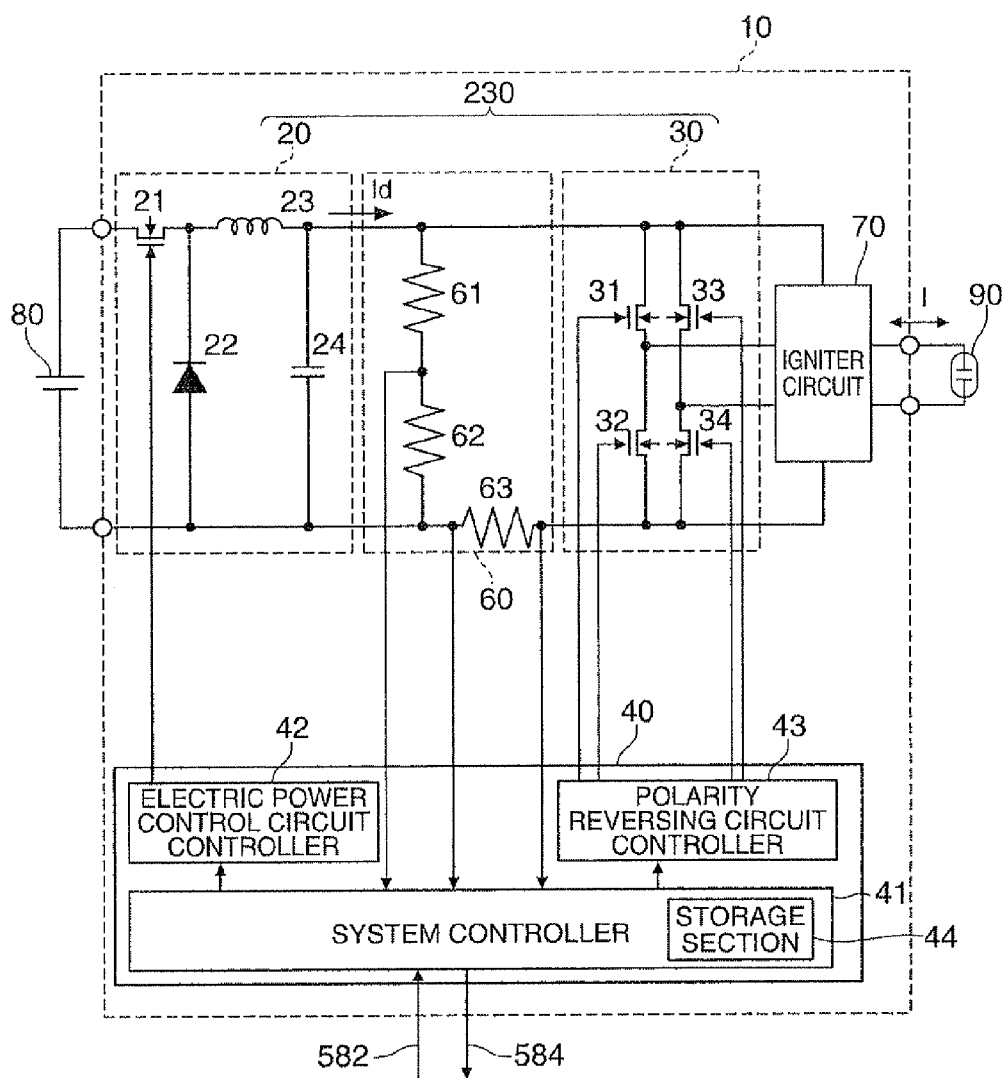 10
230
20
30
21
23
Id
70
61
31
33
I
90
80
22
24
IGNITER
CIRCUIT
62
32
34
63
60
42
40
43
ELECTRIC POWER
CONTROL CIRCUIT
CONTROLLER
POLARITY
REVERSING CIRCUIT
CONTROLLER
41
SYSTEM CONTROLLER
STORAGE
SECTION
44
582
584